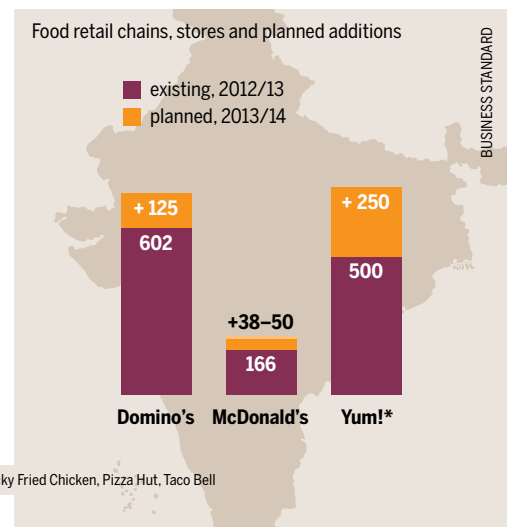 Food retail chains, stores and planned additions
BUSINESS STANDARD
existing, 2012/13
planned, 2013/14
+ 125
602
+38–50
166
+ 250
500
Domino's McDonald's Yum!*
Fried Chicken, Pizza Hut, Taco Bell